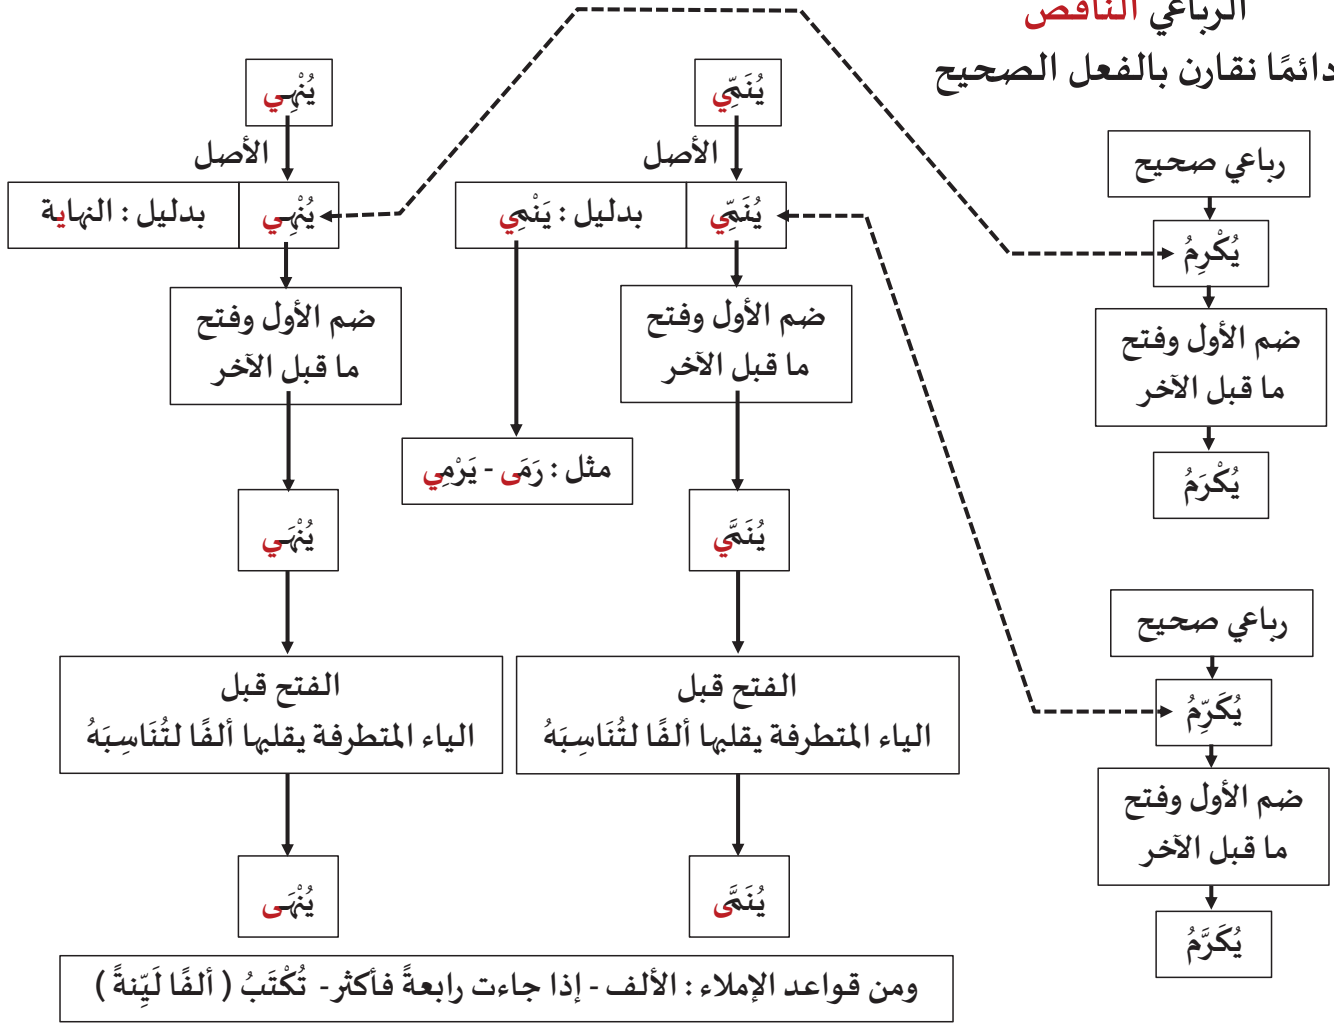 الرباعي الناقص
دائمًا نقارن بالفعل الصحيح
رباعي صحيح
يُكْرِمُ
ضم الأول وفتح
ما قبل الآخر
يُكْرَمُ
رباعي صحيح
يُكَرِّمُ
ضم الأول وفتح
ما قبل الآخر
يُكَرَّمُ
يُنَمِّي
الأصل
يُنَمِّي
بدليل : يَنْمِي
مثل : رَمَى - يَرْمِي
ضم الأول وفتح
ما قبل الآخر
يُنَمَّي
الفتح قبل
الياء المتطرفة يقلبها ألفًا لتُنَاسِبَهُ
يُنَمَّى
يُنْهِي
الأصل
يُنْهِي
بدليل : النهاية
ضم الأول وفتح
ما قبل الآخر
يُنْهَي
الفتح قبل
الياء المتطرفة يقلبها ألفًا لتُنَاسِبَهُ
يُنْهَى
ومن قواعد الإملاء : الألف - إذا جاءت رابعةً فأكثر - تُكْتَبُ ( ألفًا لَيِّنةً )